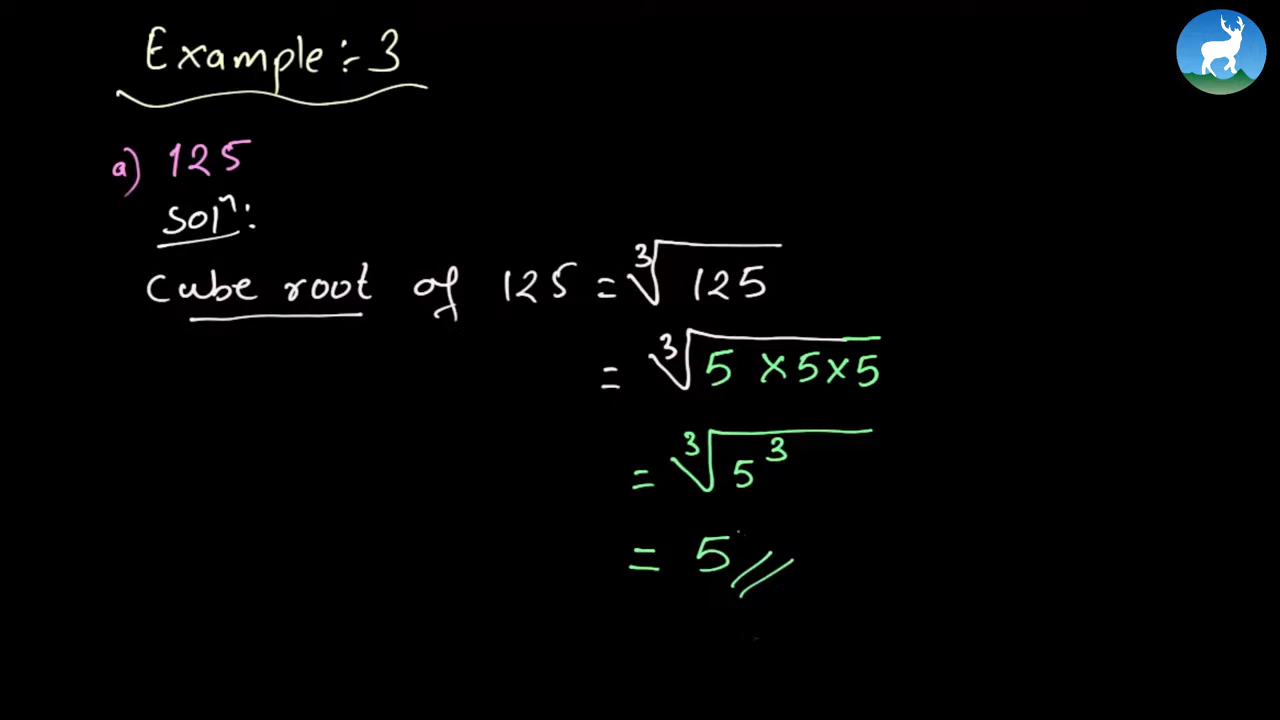 Example:- 3
a) 125
Solⁿ:
Cube root of 125 = ∛125
= ∛5 × 5 × 5
= ∛5³
= 5//